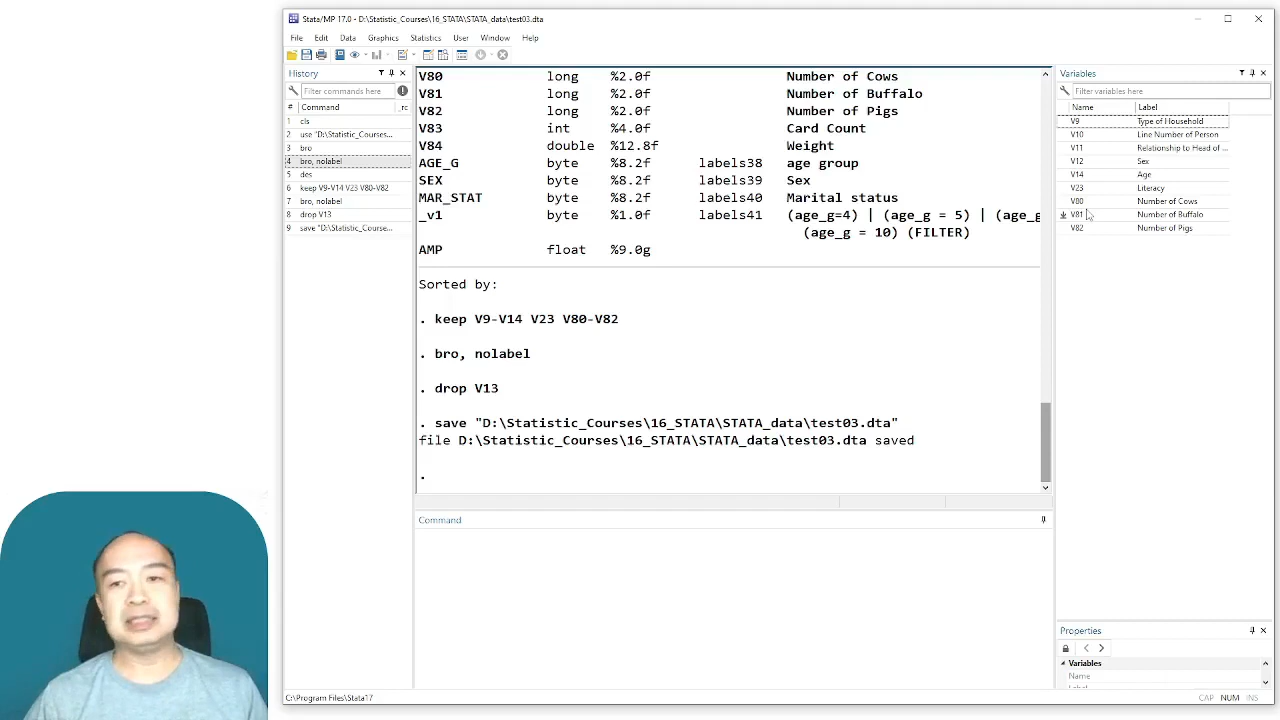 Stata/MP 17.0 - D:\Statistic_Courses\16_STATA\STATA_data\test03.dta
File Edit Data Graphics Statistics User Window Help
History
Filter commands here
# Command _rc
1 cls
2 use "D:\Statistic_Courses...
3 bro
4 bro, nolabel
5 des
6 keep V9-V14 V23 V80-V82
7 bro, nolabel
8 drop V13
9 save "D:\Statistic_Course...
V80 long %2.0f Number of Cows
V81 long %2.0f Number of Buffalo
V82 long %2.0f Number of Pigs
V83 int %4.0f Card Count
V84 double %12.8f Weight
AGE_G byte %8.2f labels38 age group
SEX byte %8.2f labels39 Sex
MAR_STAT byte %8.2f labels40 Marital status
_v1 byte %1.0f labels41 (age_g=4) | (age_g = 5) | (age_g
(age_g = 10) (FILTER)
AMP float %9.0g
Sorted by:
. keep V9-V14 V23 V80-V82
. bro, nolabel
. drop V13
. save "D:\Statistic_Courses\16_STATA\STATA_data\test03.dta"
file D:\Statistic_Courses\16_STATA\STATA_data\test03.dta saved
.
Command
Variables
Filter variables here
Name Label
V9 Type of Household
V10 Line Number of Person
V11 Relationship to Head of ...
V12 Sex
V14 Age
V23 Literacy
V80 Number of Cows
V81 Number of Buffalo
V82 Number of Pigs
Properties
Variables
Name
C:\Program Files\Stata17
CAP NUM INS